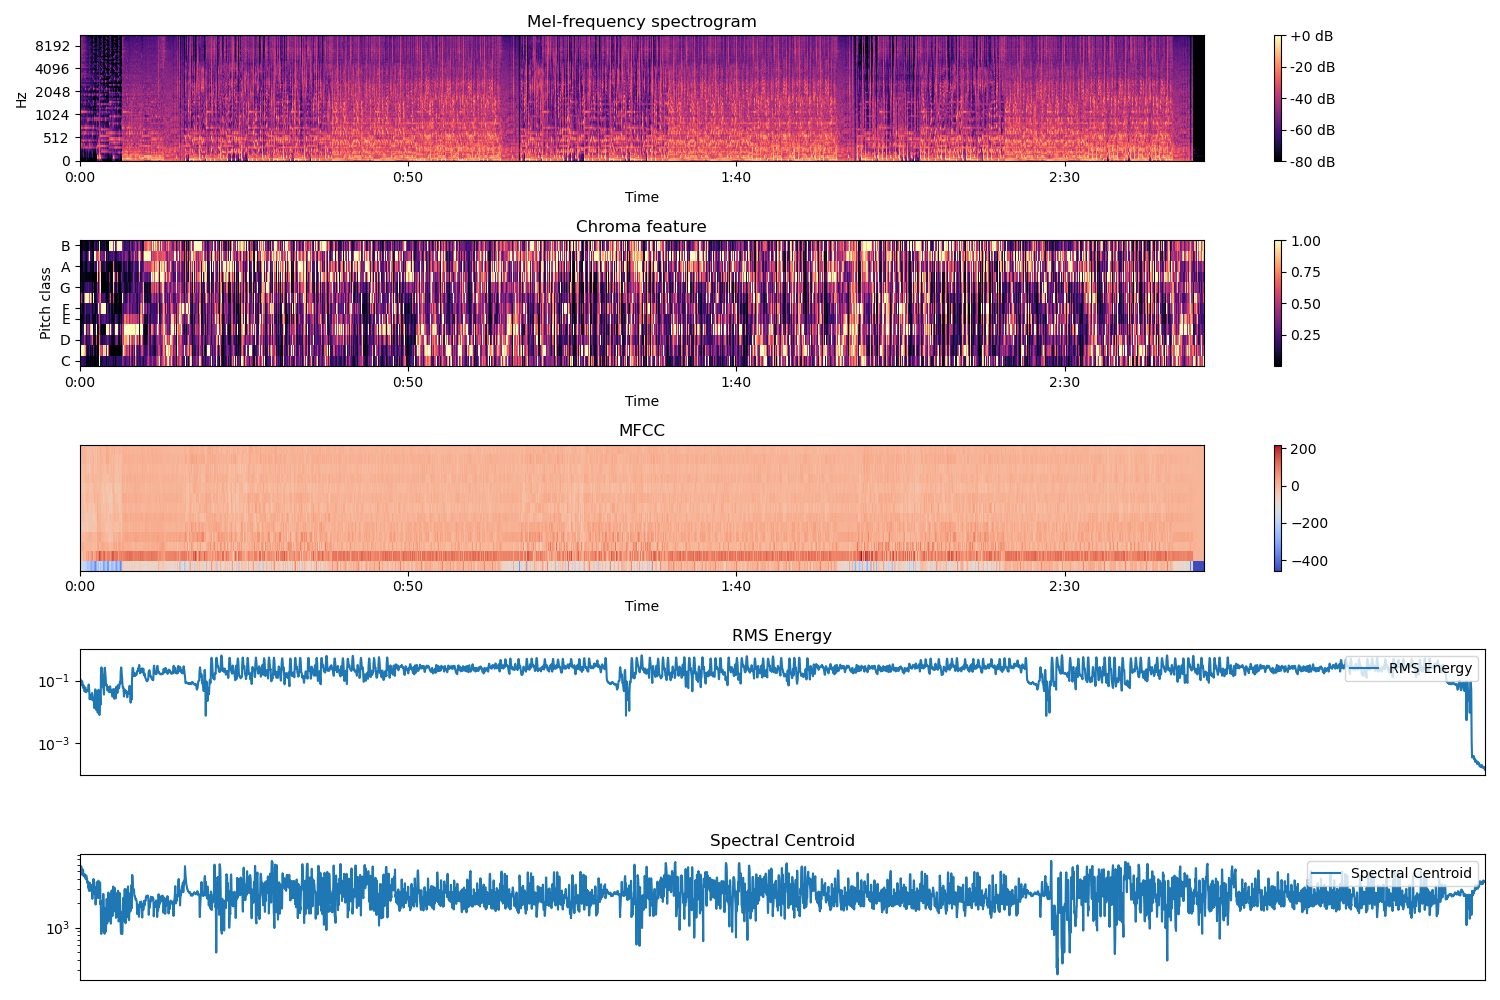 Mel-frequency spectrogram
Hz
8192
4096
2048
1024
512
0
0:00 0:50 1:40 2:30
Time
+0 dB
-20 dB
-40 dB
-60 dB
-80 dB
Chroma feature
Pitch class
B
A
G
F
E
D
C
0:00 0:50 1:40 2:30
Time
1.00
0.75
0.50
0.25
MFCC
0:00 0:50 1:40 2:30
Time
200
0
−200
−400
RMS Energy
10⁻¹
10⁻³
RMS Energy
Spectral Centroid
10³
Spectral Centroid